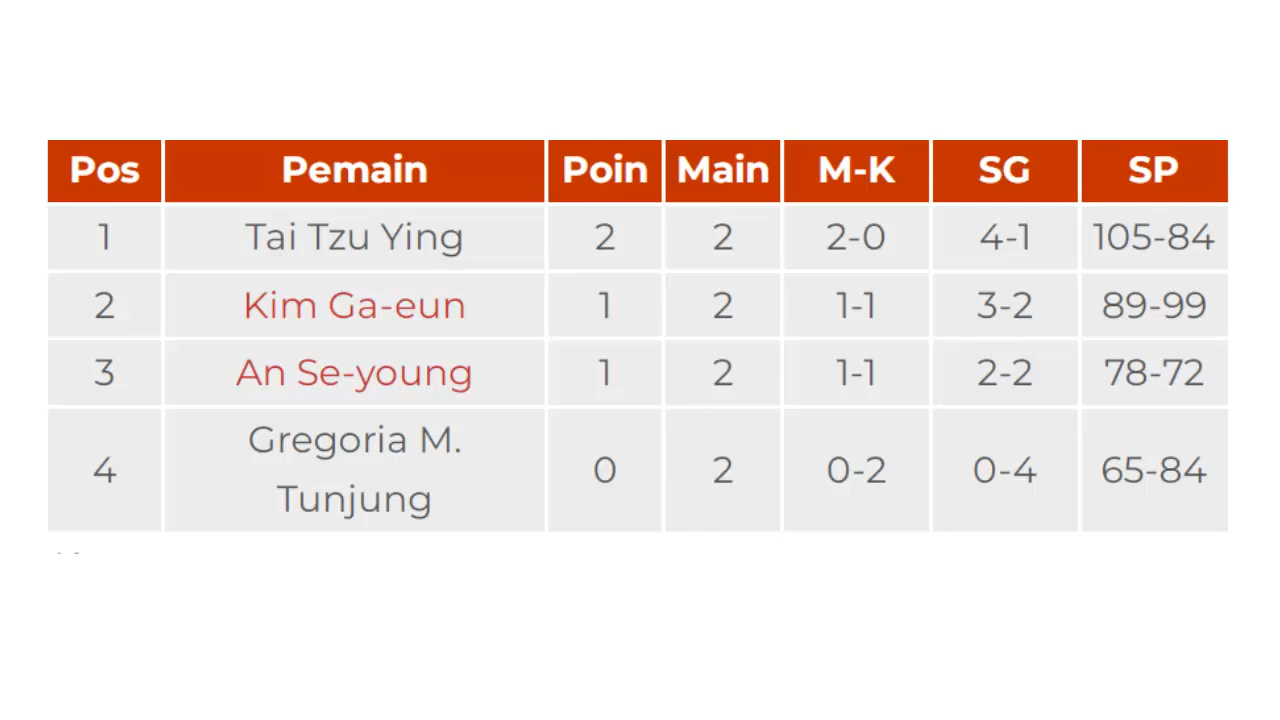 Pos Pemain Poin Main M-K SG SP
1 Tai Tzu Ying 2 2 2-0 4-1 105-84
2 Kim Ga-eun 1 2 1-1 3-2 89-99
3 An Se-young 1 2 1-1 2-2 78-72
4 Gregoria M. Tunjung 0 2 0-2 0-4 65-84